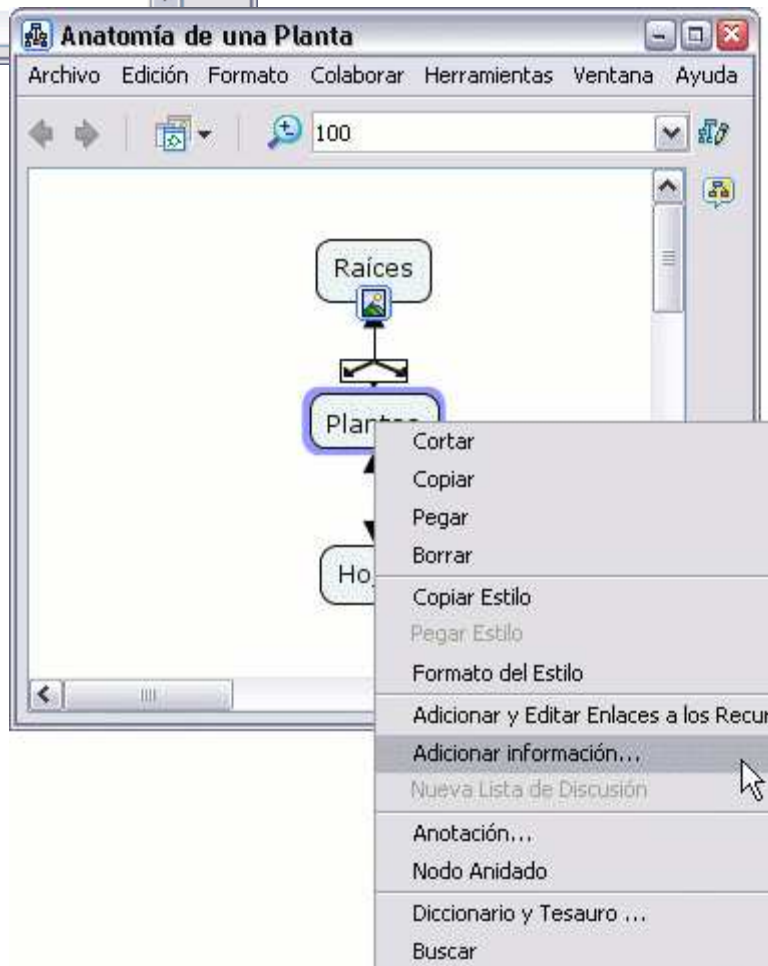 Anatomía de una Planta
Archivo Edición Formato Colaborar Herramientas Ventana Ayuda
100
Raíces
Cortar
Copiar
Pegar
Borrar
Copiar Estilo
Pegar Estilo
Formato del Estilo
Adicionar y Editar Enlaces a los Recur
Adicionar información...
Nueva Lista de Discusión
Anotación...
Nodo Anidado
Diccionario y Tesauro ...
Buscar